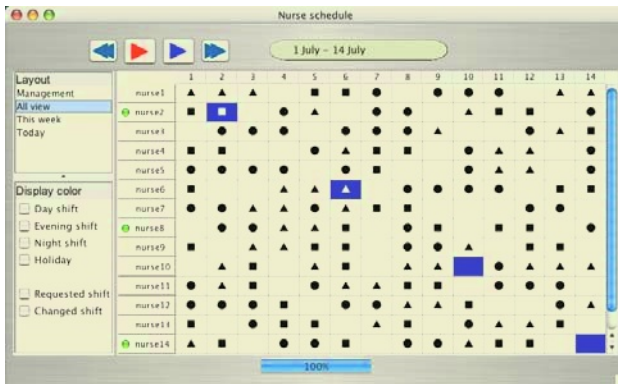 Nurse schedule
1 July - 14 July
Layout
Management
All view
This week
Today
Display color
Day shift
Evening shift
Night shift
Holiday
Requested shift
Changed shift
1 2 3 4 5 6 7 8 9 10 11 12 13 14
nurse1
nurse2
nurse3
nurse4
nurse5
nurse6
nurse7
nurse8
nurse9
nurse10
nurse11
nurse12
nurse13
nurse14
100%